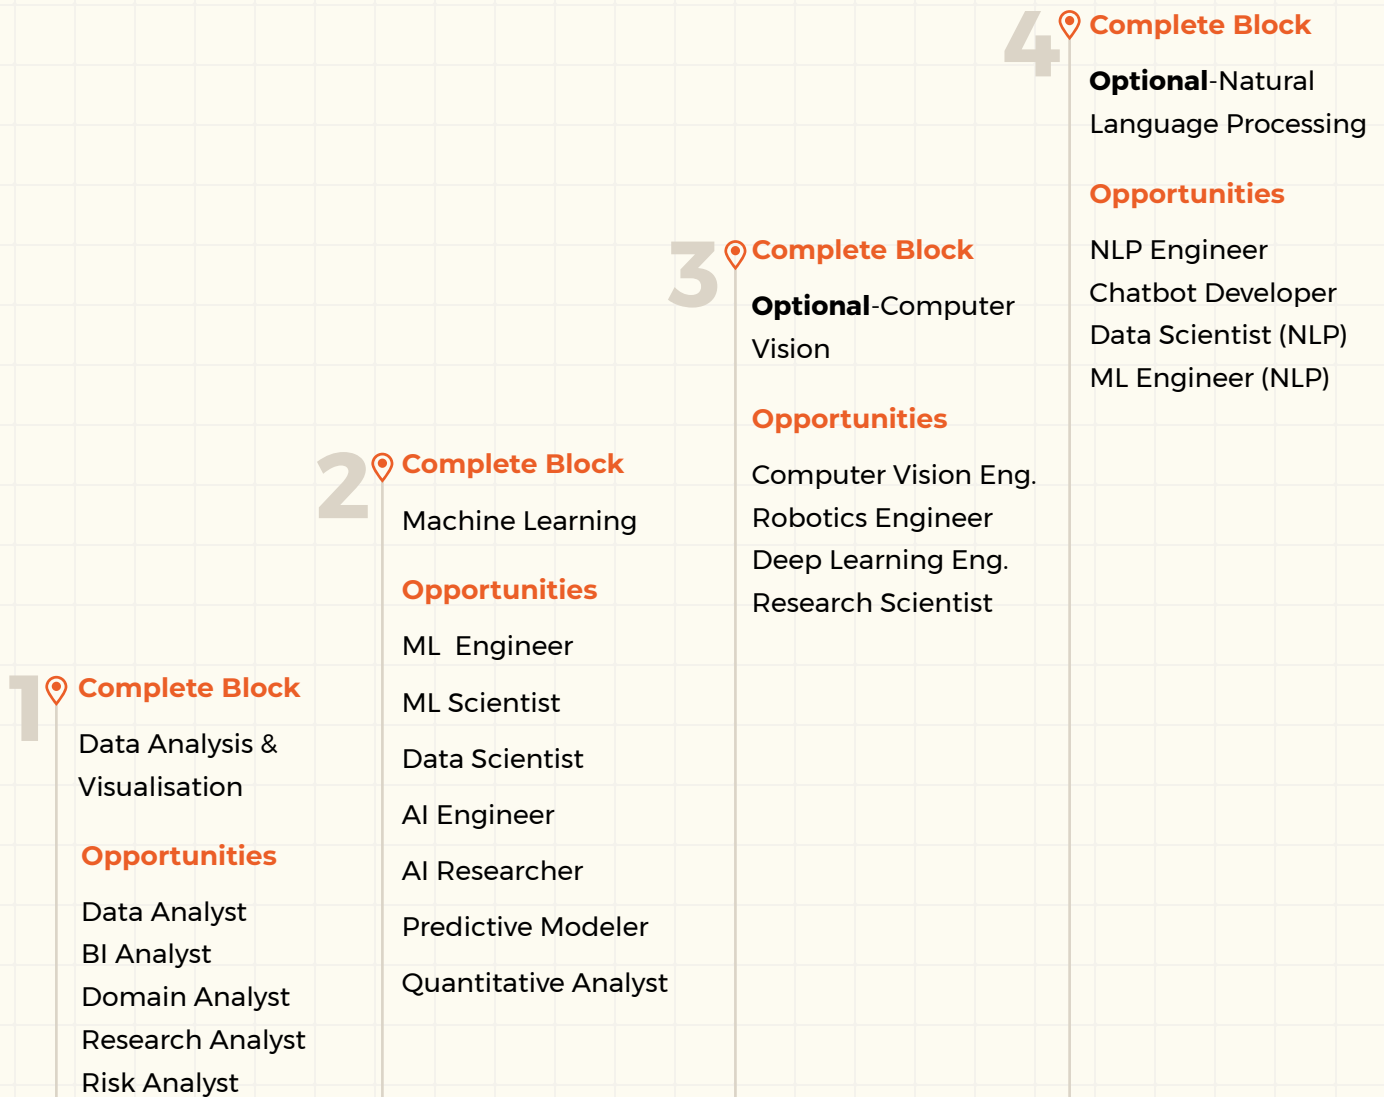 1
Complete Block
Data Analysis &
Visualisation
Opportunities
Data Analyst
BI Analyst
Domain Analyst
Research Analyst
Risk Analyst
2
Complete Block
Machine Learning
Opportunities
ML  Engineer
ML Scientist
Data Scientist
AI Engineer
AI Researcher
Predictive Modeler
Quantitative Analyst
3
Complete Block
Optional-Computer
Vision
Opportunities
Computer Vision Eng.
Robotics Engineer
Deep Learning Eng.
Research Scientist
4
Complete Block
Optional-Natural
Language Processing
Opportunities
NLP Engineer
Chatbot Developer
Data Scientist (NLP)
ML Engineer (NLP)